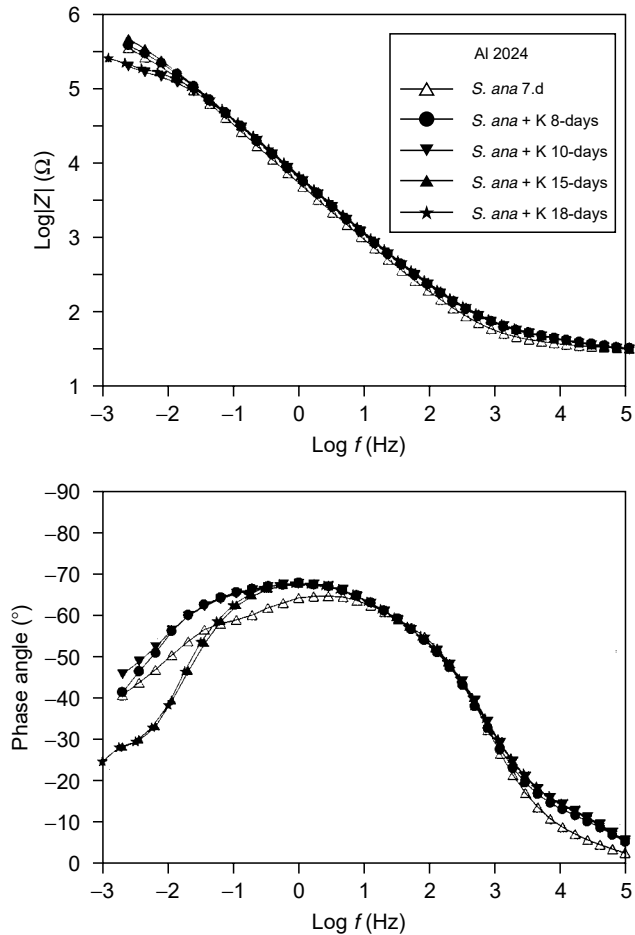 6
5
4
3
2
1
Log|Z| (Ω)
Al 2024
S. ana 7.d
S. ana + K 8-days
S. ana + K 10-days
S. ana + K 15-days
S. ana + K 18-days
–3 –2 –1 0 1 2 3 4 5
Log f (Hz)
–90
–80
–70
–60
–50
–40
–30
–20
–10
0
Phase angle (°)
–3 –2 –1 0 1 2 3 4 5
Log f (Hz)